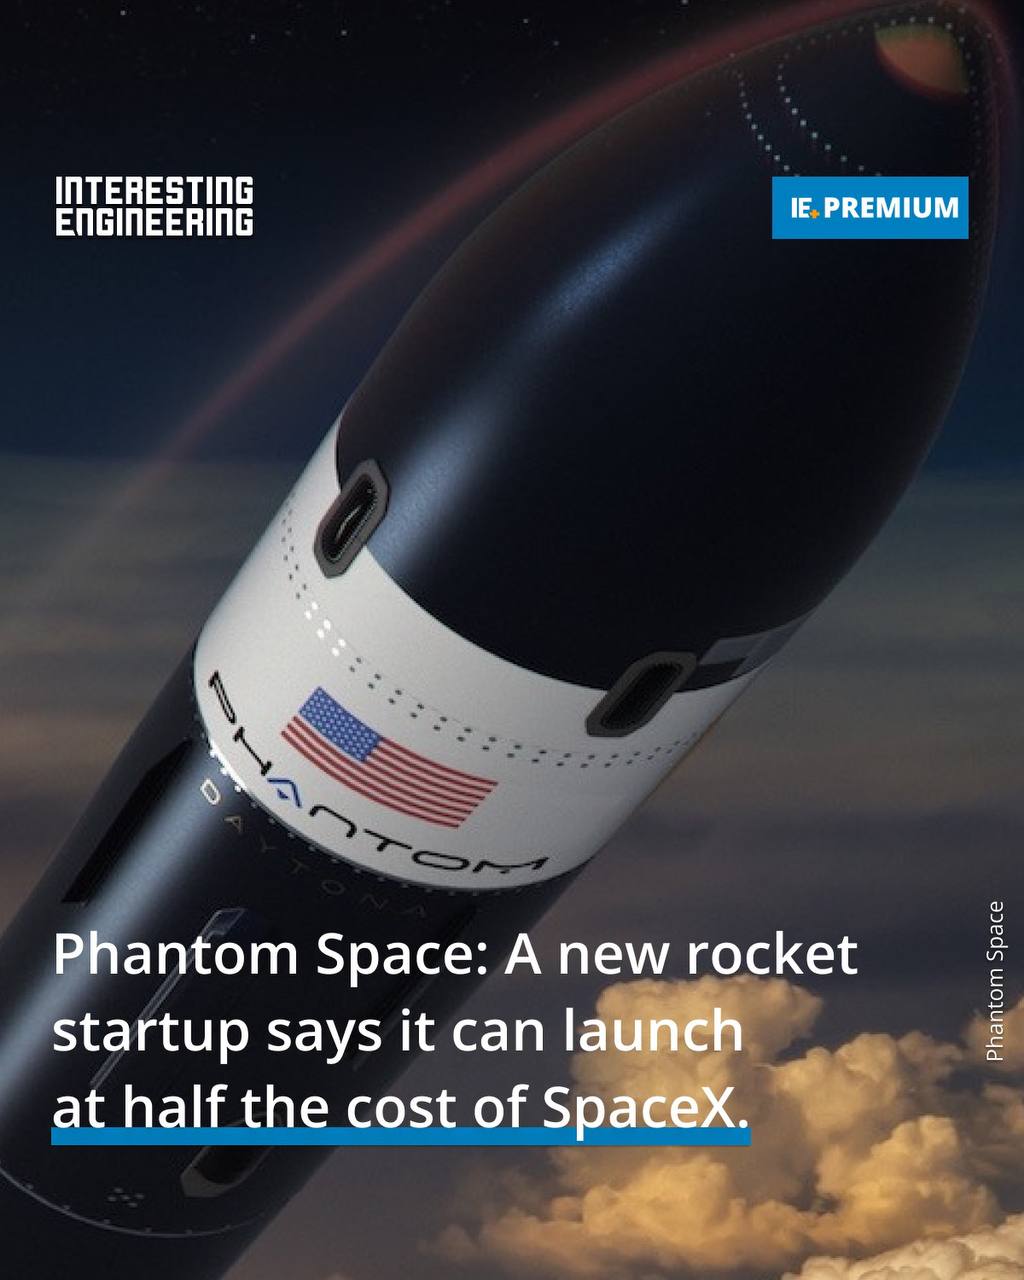 INTERESTING
ENGINEERING
IE+ PREMIUM
PHANTOM
DAYTONA
Phantom Space: A new rocket
startup says it can launch
at half the cost of SpaceX.
Phantom Space